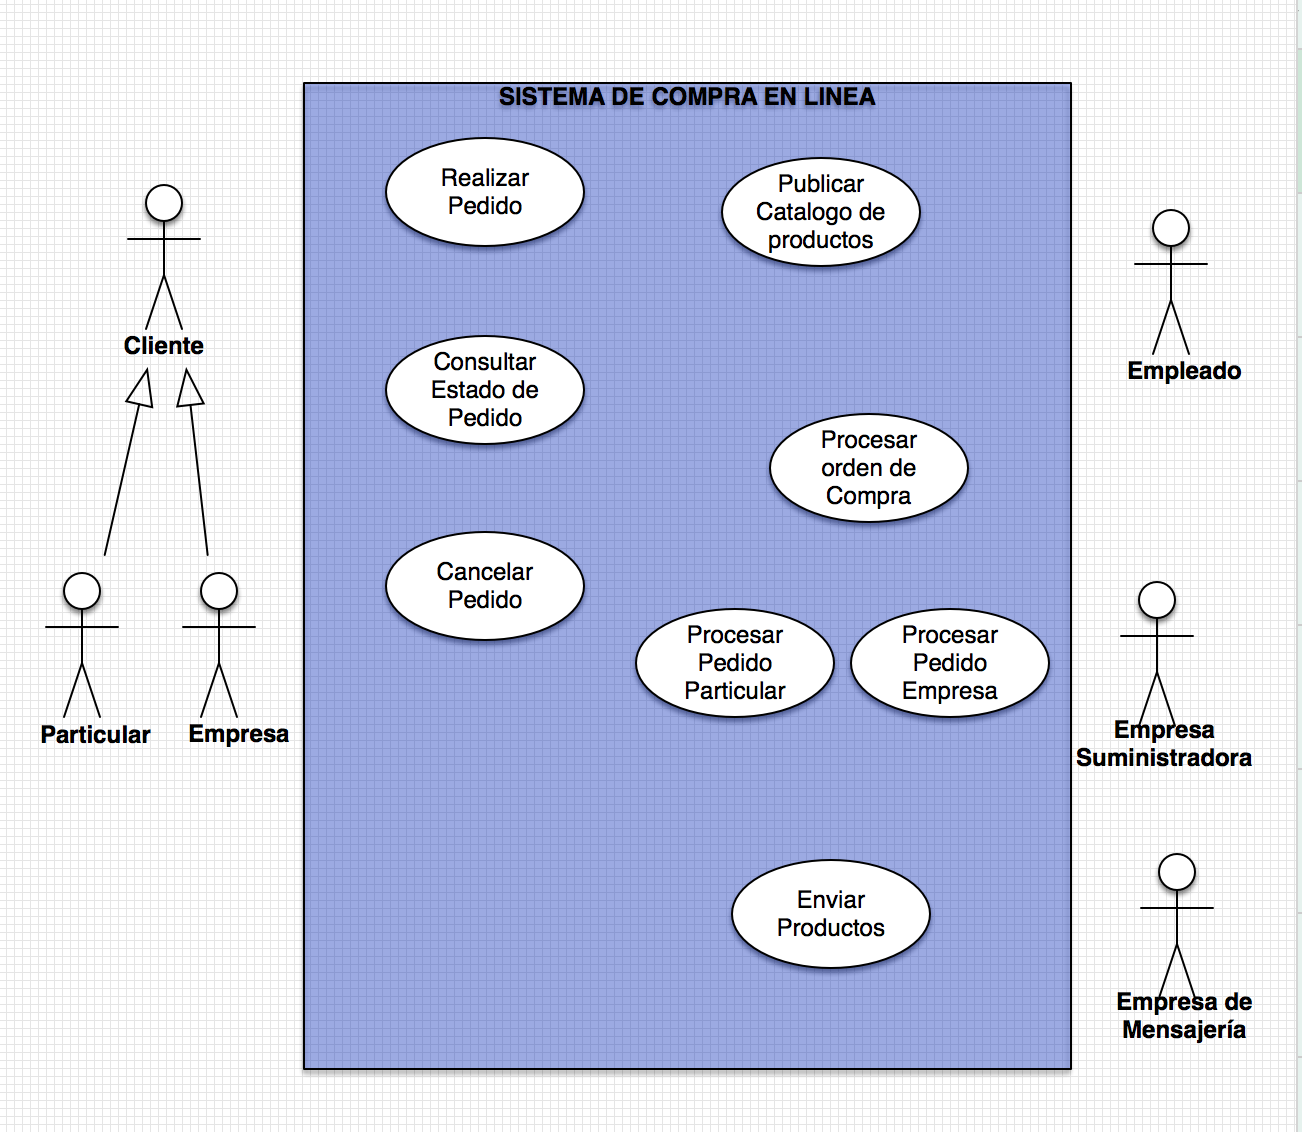 SISTEMA DE COMPRA EN LINEA
Realizar
Pedido
Publicar
Catalogo de
productos
Cliente
Empleado
Consultar
Estado de
Pedido
Procesar
orden de
Compra
Cancelar
Pedido
Procesar
Pedido
Particular
Procesar
Pedido
Empresa
Particular
Empresa
Empresa
Suministradora
Enviar
Productos
Empresa de
Mensajería